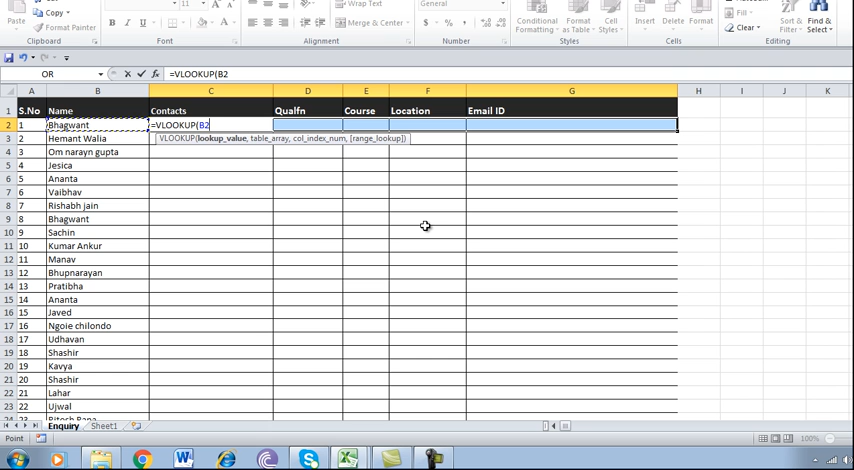 Paste
Copy
Format Painter
Clipboard
B I U
Font
11
Wrap Text
Merge & Center
Alignment
General
$ % ,
Number
Conditional Formatting
Format as Table
Cell Styles
Styles
Insert Delete Format
Cells
Fill
Clear
Sort & Filter
Find & Select
Editing
OR fx =VLOOKUP(B2
A B C D E F G H I J K
1 S.No Name Contacts Qualfn Course Location Email ID
2 1 Bhagwant =VLOOKUP(B2
VLOOKUP(lookup_value, table_array, col_index_num, [range_lookup])
3 2 Hemant Walia
4 3 Om narayn gupta
5 4 Jesica
6 5 Ananta
7 6 Vaibhav
8 7 Rishabh jain
9 8 Bhagwant
10 9 Sachin
11 10 Kumar Ankur
12 11 Manav
13 12 Bhupnarayan
14 13 Pratibha
15 14 Ananta
16 15 Javed
17 16 Ngoie chilondo
18 17 Udhavan
19 18 Shashir
20 19 Kavya
21 20 Shashir
22 21 Lahar
23 22 Ujwal
24 23 Ritesh Rana
Enquiry Sheet1
Point
100%